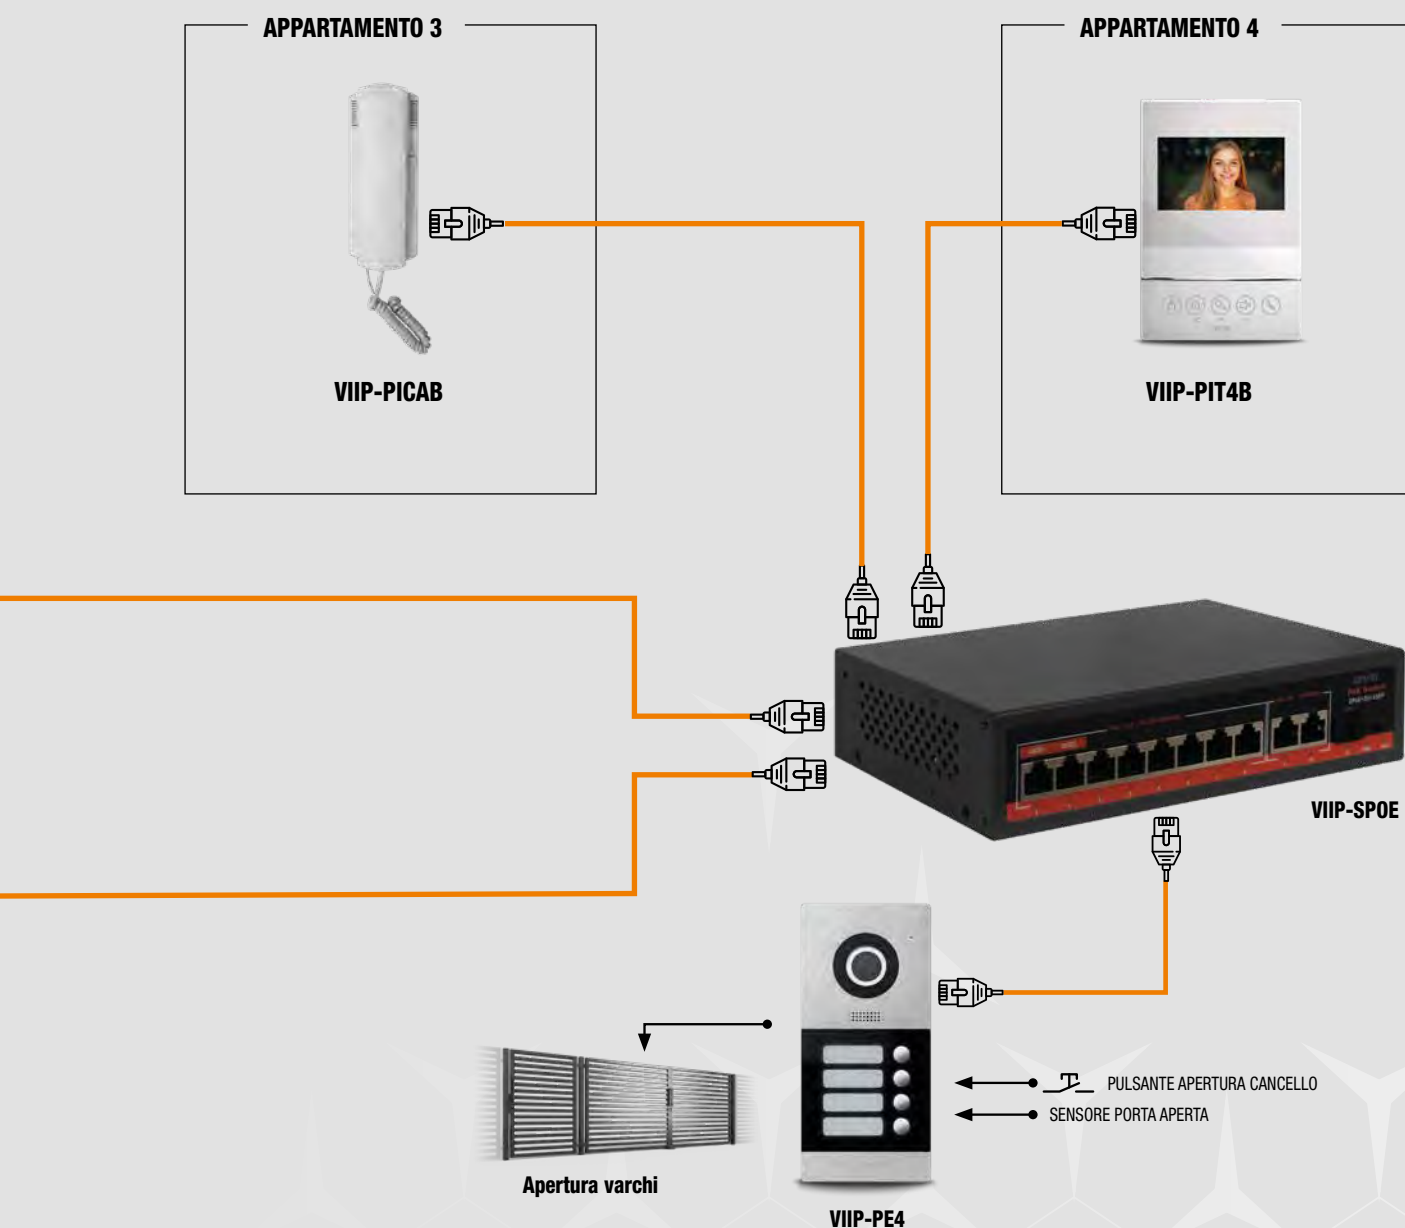 APPARTAMENTO 3
APPARTAMENTO 4
VIIP-PICAB
VIIP-PIT4B
VIIP-SPOE
PULSANTE APERTURA CANCELLO
SENSORE PORTA APERTA
Apertura varchi
VIIP-PE4